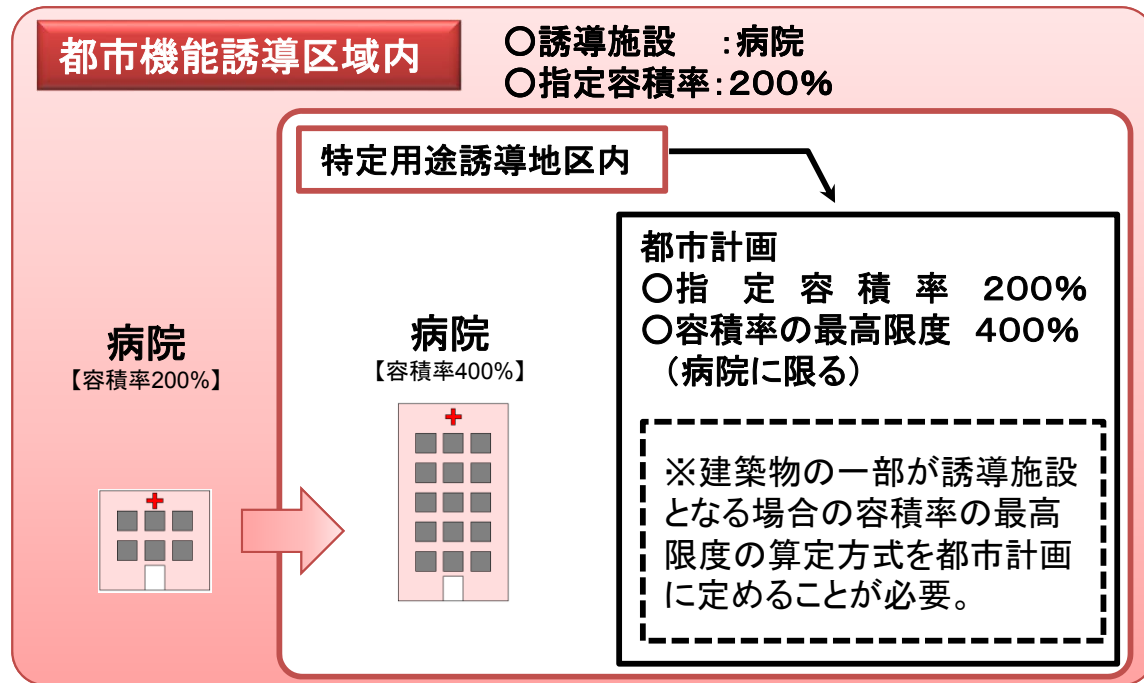 都市機能誘導区域内
○誘導施設 :病院
○指定容積率:200%
特定用途誘導地区内
都市計画
○指 定 容 積 率 200%
○容積率の最高限度 400%
(病院に限る)
病院
【容積率200%】
病院
【容積率400%】
※建築物の一部が誘導施設
となる場合の容積率の最高
限度の算定方式を都市計画
に定めることが必要。